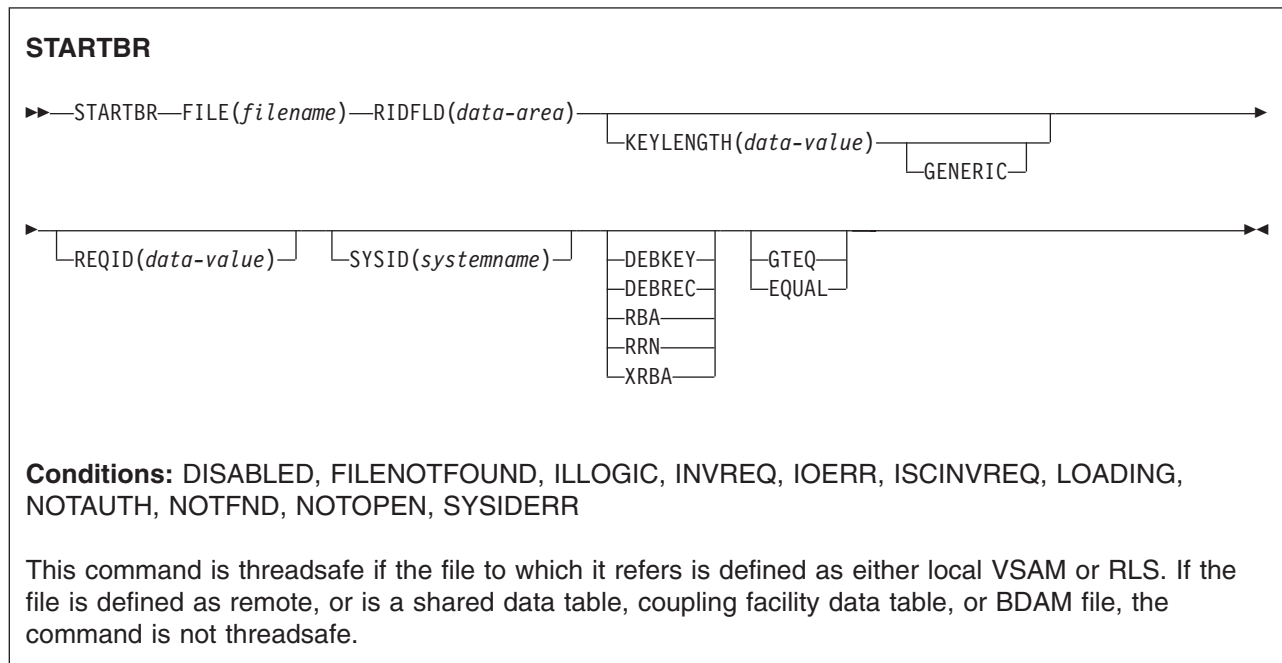 STARTBR
STARTBR FILE(filename) RIDFLD(data-area)
KEYLENGTH(data-value)
GENERIC
REQID(data-value) SYSID(systemname) DEBKEY GTEQ
DEBREC EQUAL
RBA
RRN
XRBA
Conditions: DISABLED, FILENOTFOUND, ILLOGIC, INVREQ, IOERR, ISCINVREQ, LOADING,
NOTAUTH, NOTFND, NOTOPEN, SYSIDERR
This command is threadsafe if the file to which it refers is defined as either local VSAM or RLS. If the
file is defined as remote, or is a shared data table, coupling facility data table, or BDAM file, the
command is not threadsafe.